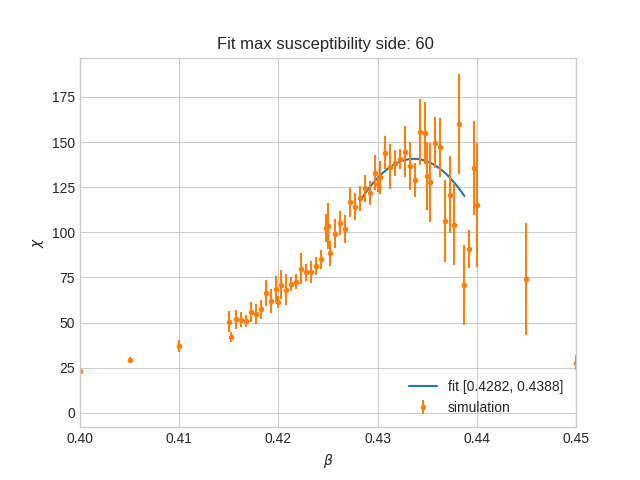 Fit max susceptibility side: 60
χ
175
150
125
100
75
50
25
0
fit [0.4282, 0.4388]
simulation
0.40 0.41 0.42 0.43 0.44 0.45
β